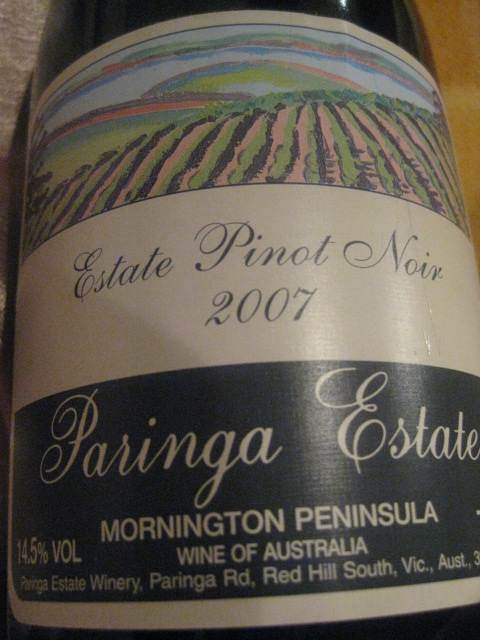 Estate Pinot Noir
2007
Paringa Estate
MORNINGTON PENINSULA
14.5% VOL
WINE OF AUSTRALIA
Paringa Estate Winery, Paringa Rd, Red Hill South, Vic., Aust., 3